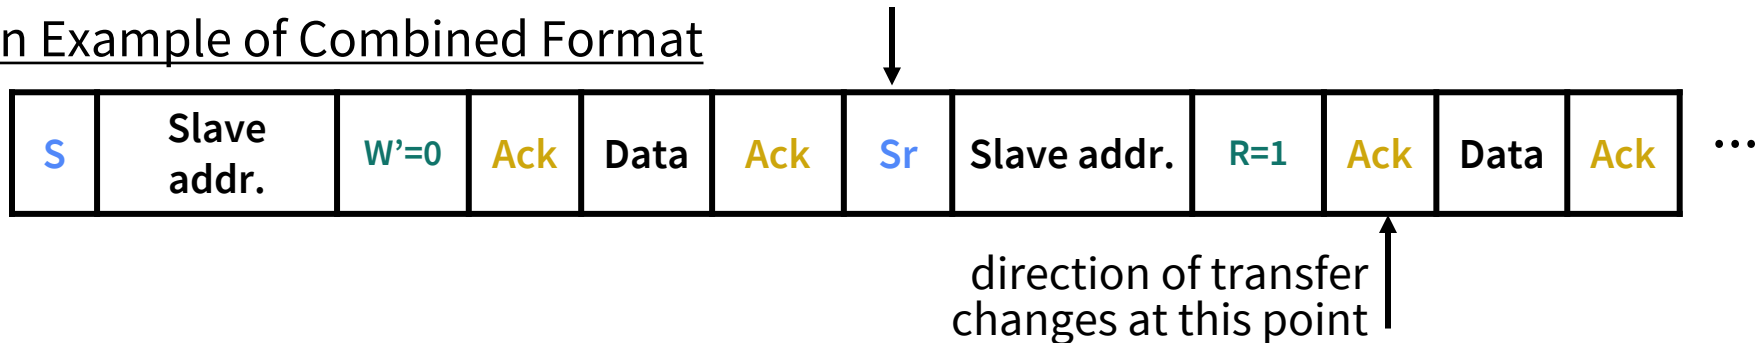 n Example of Combined Format
S Slave addr. W’=0 Ack Data Ack Sr Slave addr. R=1 Ack Data Ack ...
direction of transfer
changes at this point